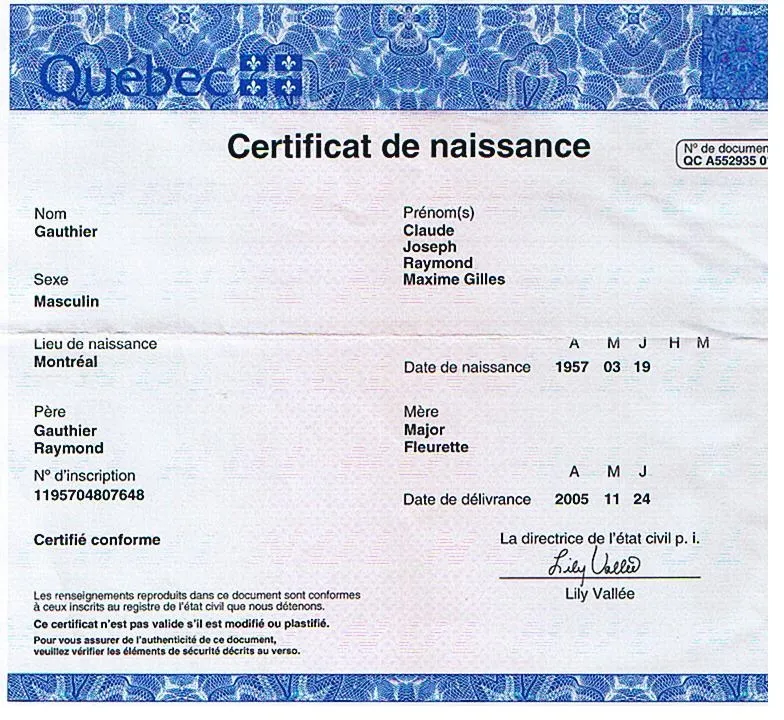 Québec
Certificat de naissance
N° de documen
QC A552935 0
Nom
Gauthier
Prénom(s)
Claude
Joseph
Raymond
Maxime Gilles
Sexe
Masculin
Lieu de naissance
Montréal
A M J H M
Date de naissance 1957 03 19
Père
Gauthier
Raymond
Mère
Major
Fleurette
N° d'inscription
1195704807648
A M J
Date de délivrance 2005 11 24
Certifié conforme
La directrice de l'état civil p. i.
Lily Vallée
Lily Vallée
Les renseignements reproduits dans ce document sont conformes
à ceux inscrits au registre de l'état civil que nous détenons.
Ce certificat n'est pas valide s'il est modifié ou plastifié.
Pour vous assurer de l'authenticité de ce document,
veuillez vérifier les éléments de sécurité décrits au verso.